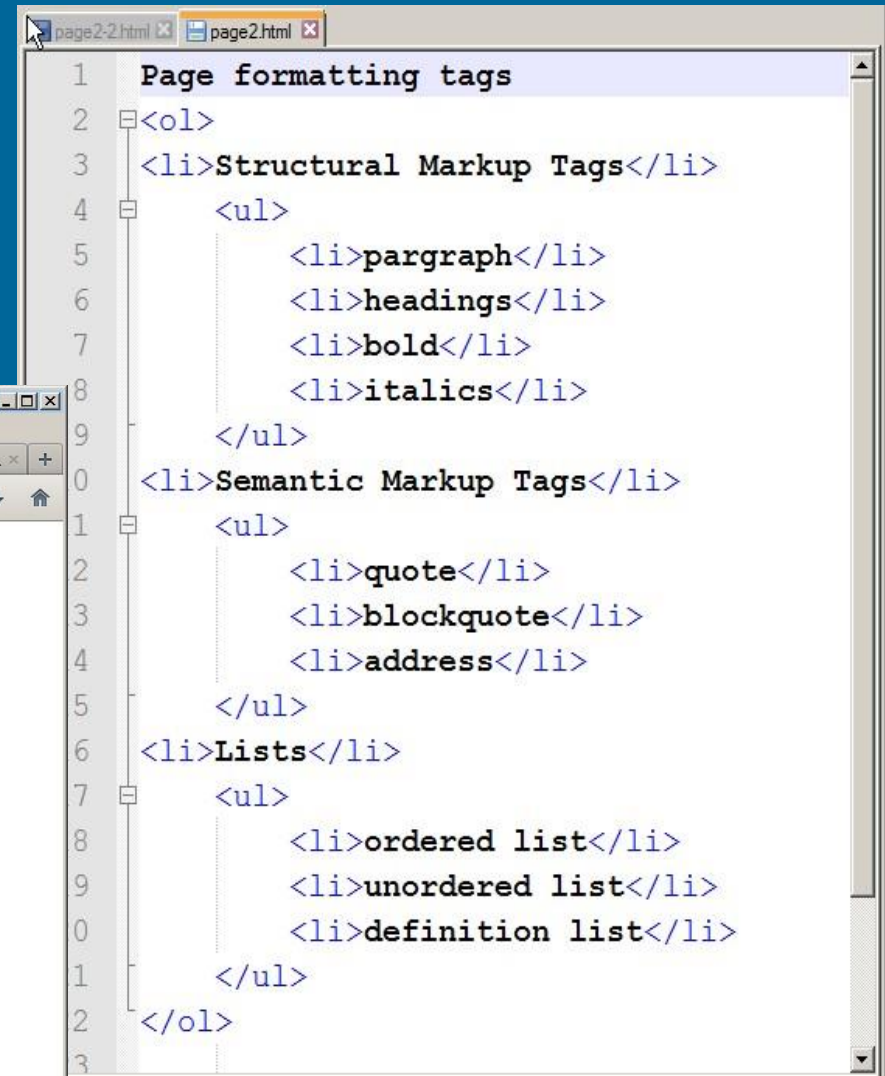 page2-2.html page2.html
1 Page formatting tags
2 <ol>
3 <li>Structural Markup Tags</li>
4 <ul>
5 <li>pargraph</li>
6 <li>headings</li>
7 <li>bold</li>
8 <li>italics</li>
9 </ul>
0 <li>Semantic Markup Tags</li>
1 <ul>
2 <li>quote</li>
3 <li>blockquote</li>
4 <li>address</li>
5 </ul>
6 <li>Lists</li>
7 <ul>
8 <li>ordered list</li>
9 <li>unordered list</li>
0 <li>definition list</li>
1 </ul>
2 </ol>
3